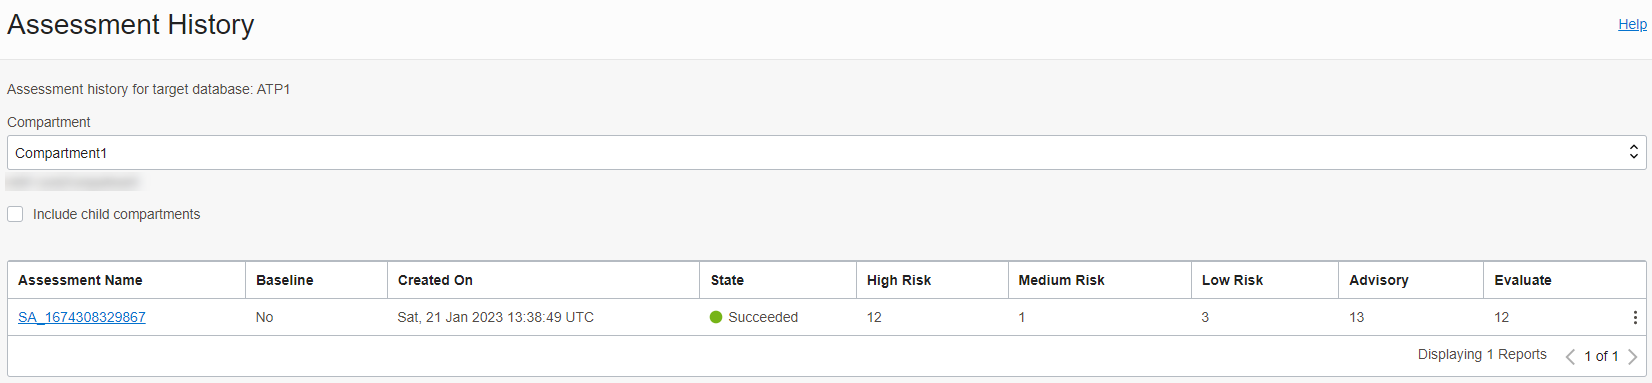 Assessment History
Help
Assessment history for target database: ATP1
Compartment
Compartment1
Include child compartments
Assessment Name Baseline Created On State High Risk Medium Risk Low Risk Advisory Evaluate
SA_1674308329867 No Sat, 21 Jan 2023 13:38:49 UTC Succeeded 12 1 3 13 12
Displaying 1 Reports 1 of 1